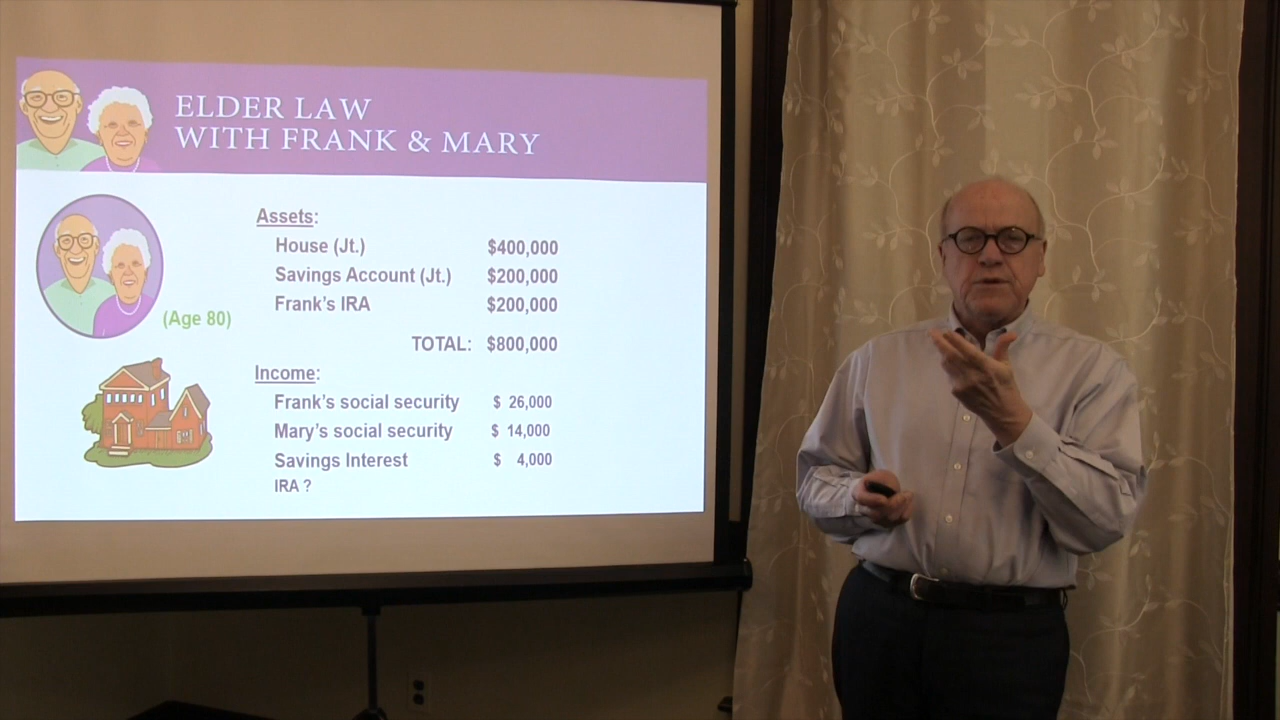 ELDER LAW
WITH FRANK & MARY
(Age 80)
Assets:
House (Jt.) $400,000
Savings Account (Jt.) $200,000
Frank's IRA $200,000
TOTAL: $800,000
Income:
Frank's social security $ 26,000
Mary's social security $ 14,000
Savings Interest $ 4,000
IRA ?